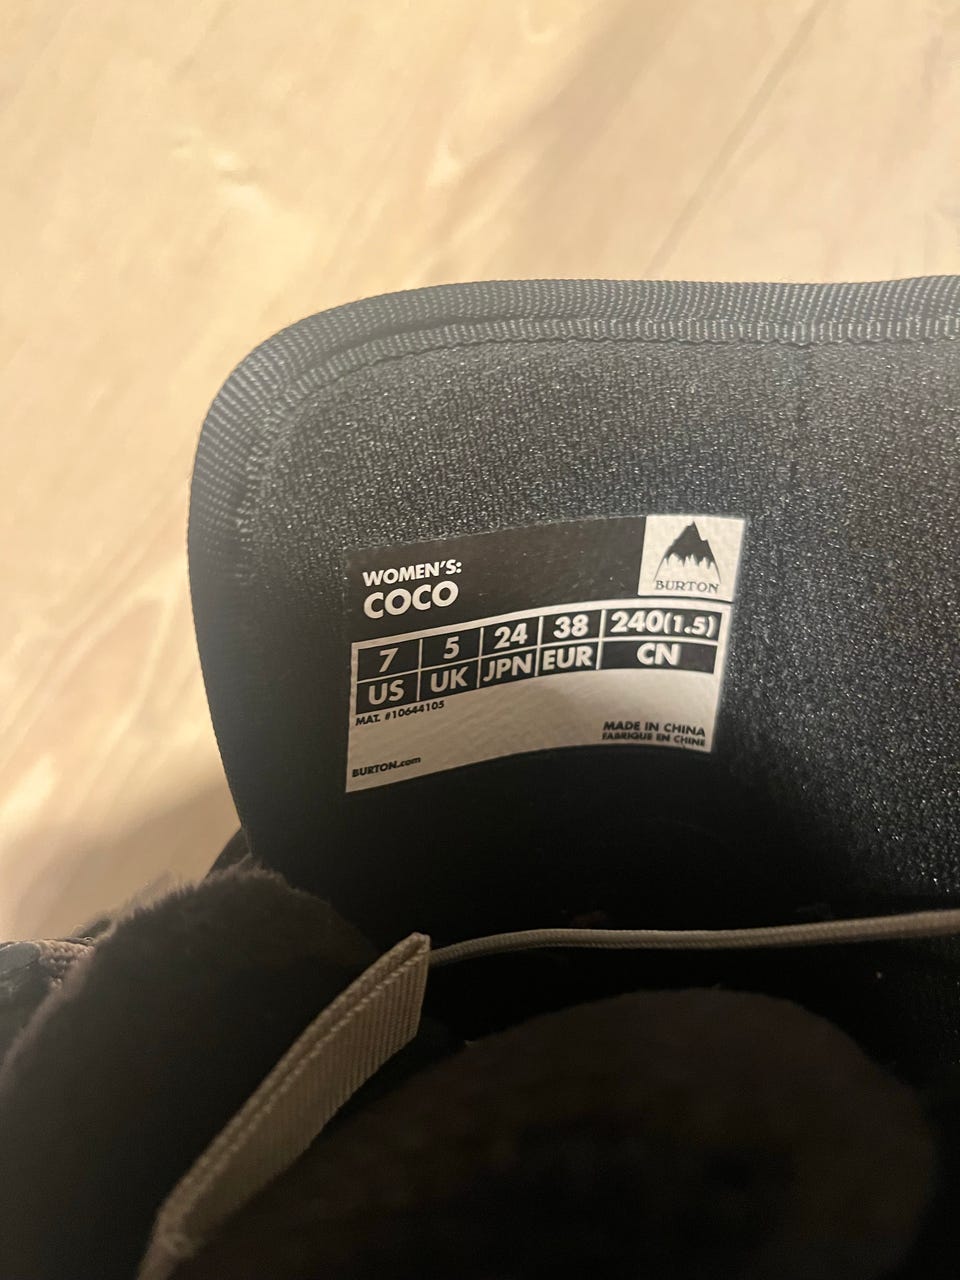 WOMEN'S:
COCO
BURTON
7 5 24 38 240(1.5)
US UK JPN EUR CN
MAT. #10644105
MADE IN CHINA
FABRIQUE EN CHINE
BURTON.com